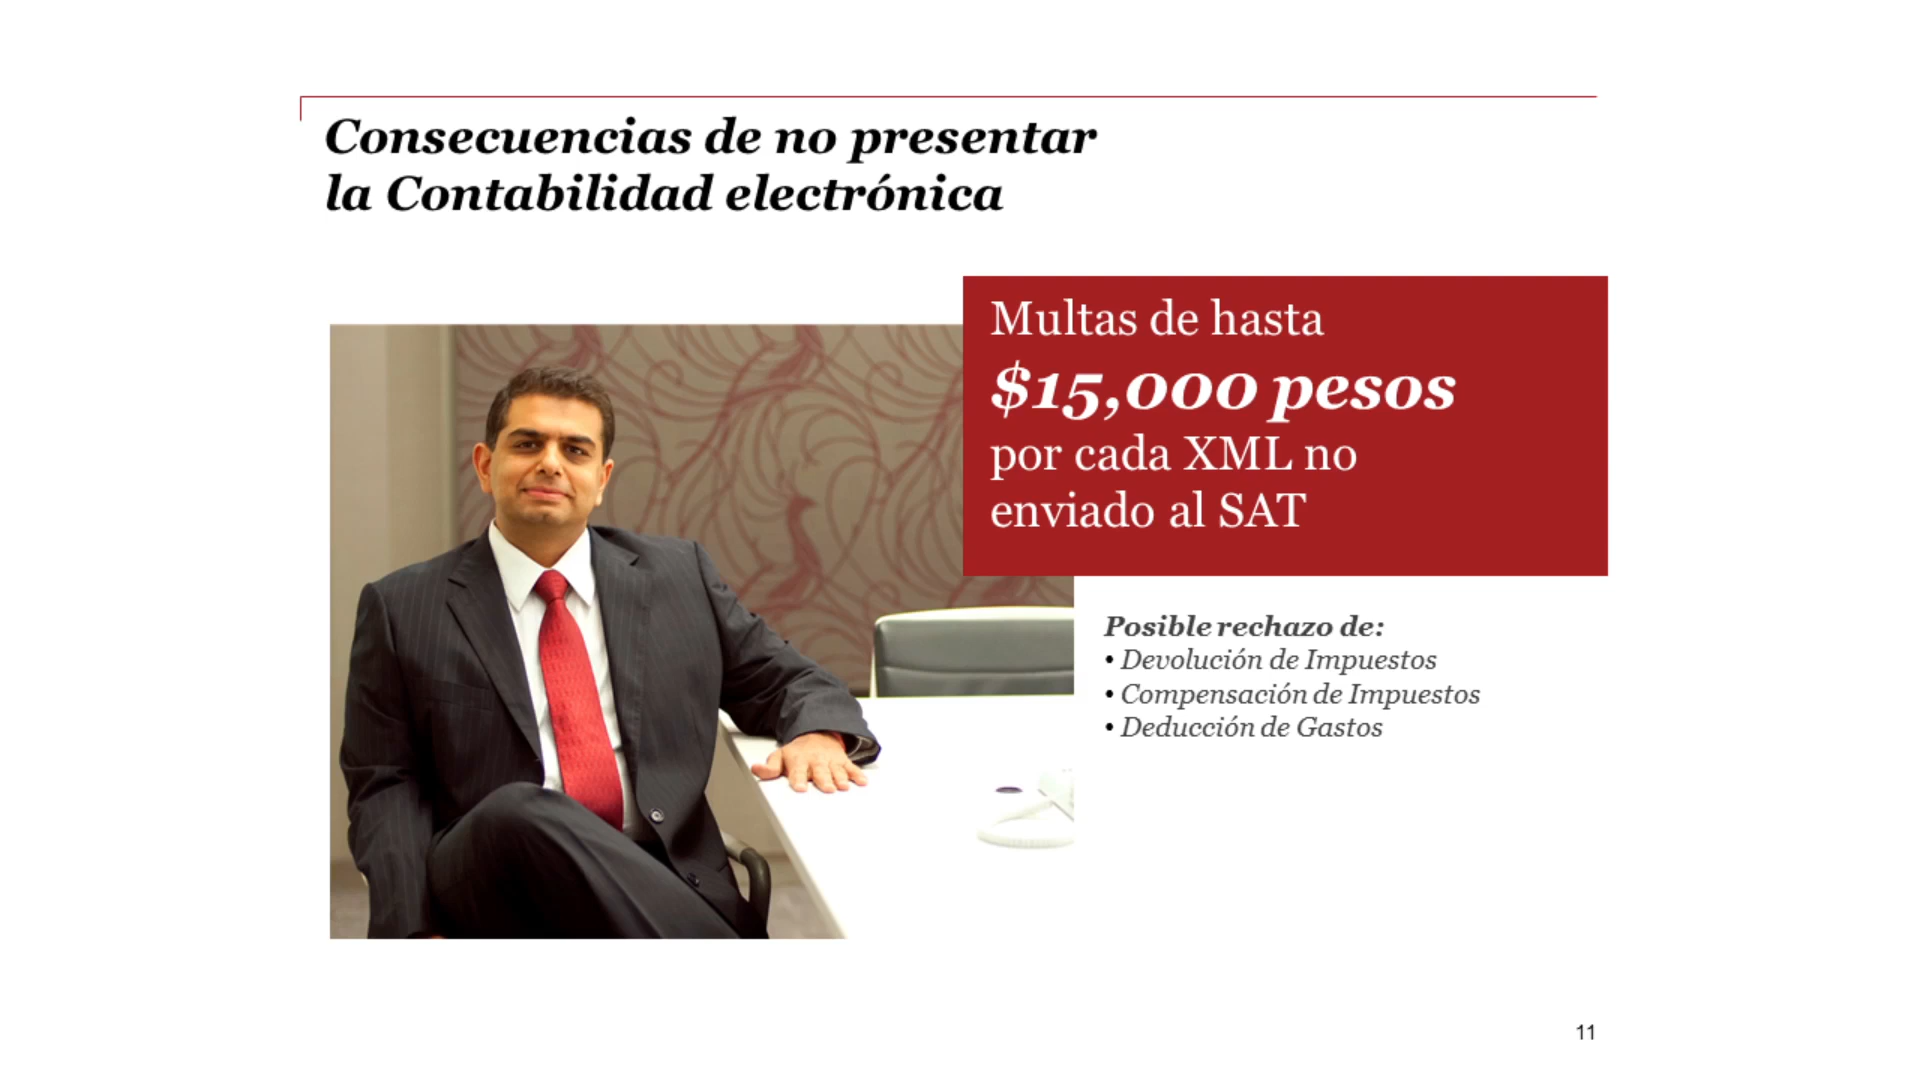 Consecuencias de no presentar
la Contabilidad electrónica
Multas de hasta
$15,000 pesos
por cada XML no
enviado al SAT
Posible rechazo de:
• Devolución de Impuestos
• Compensación de Impuestos
• Deducción de Gastos
11